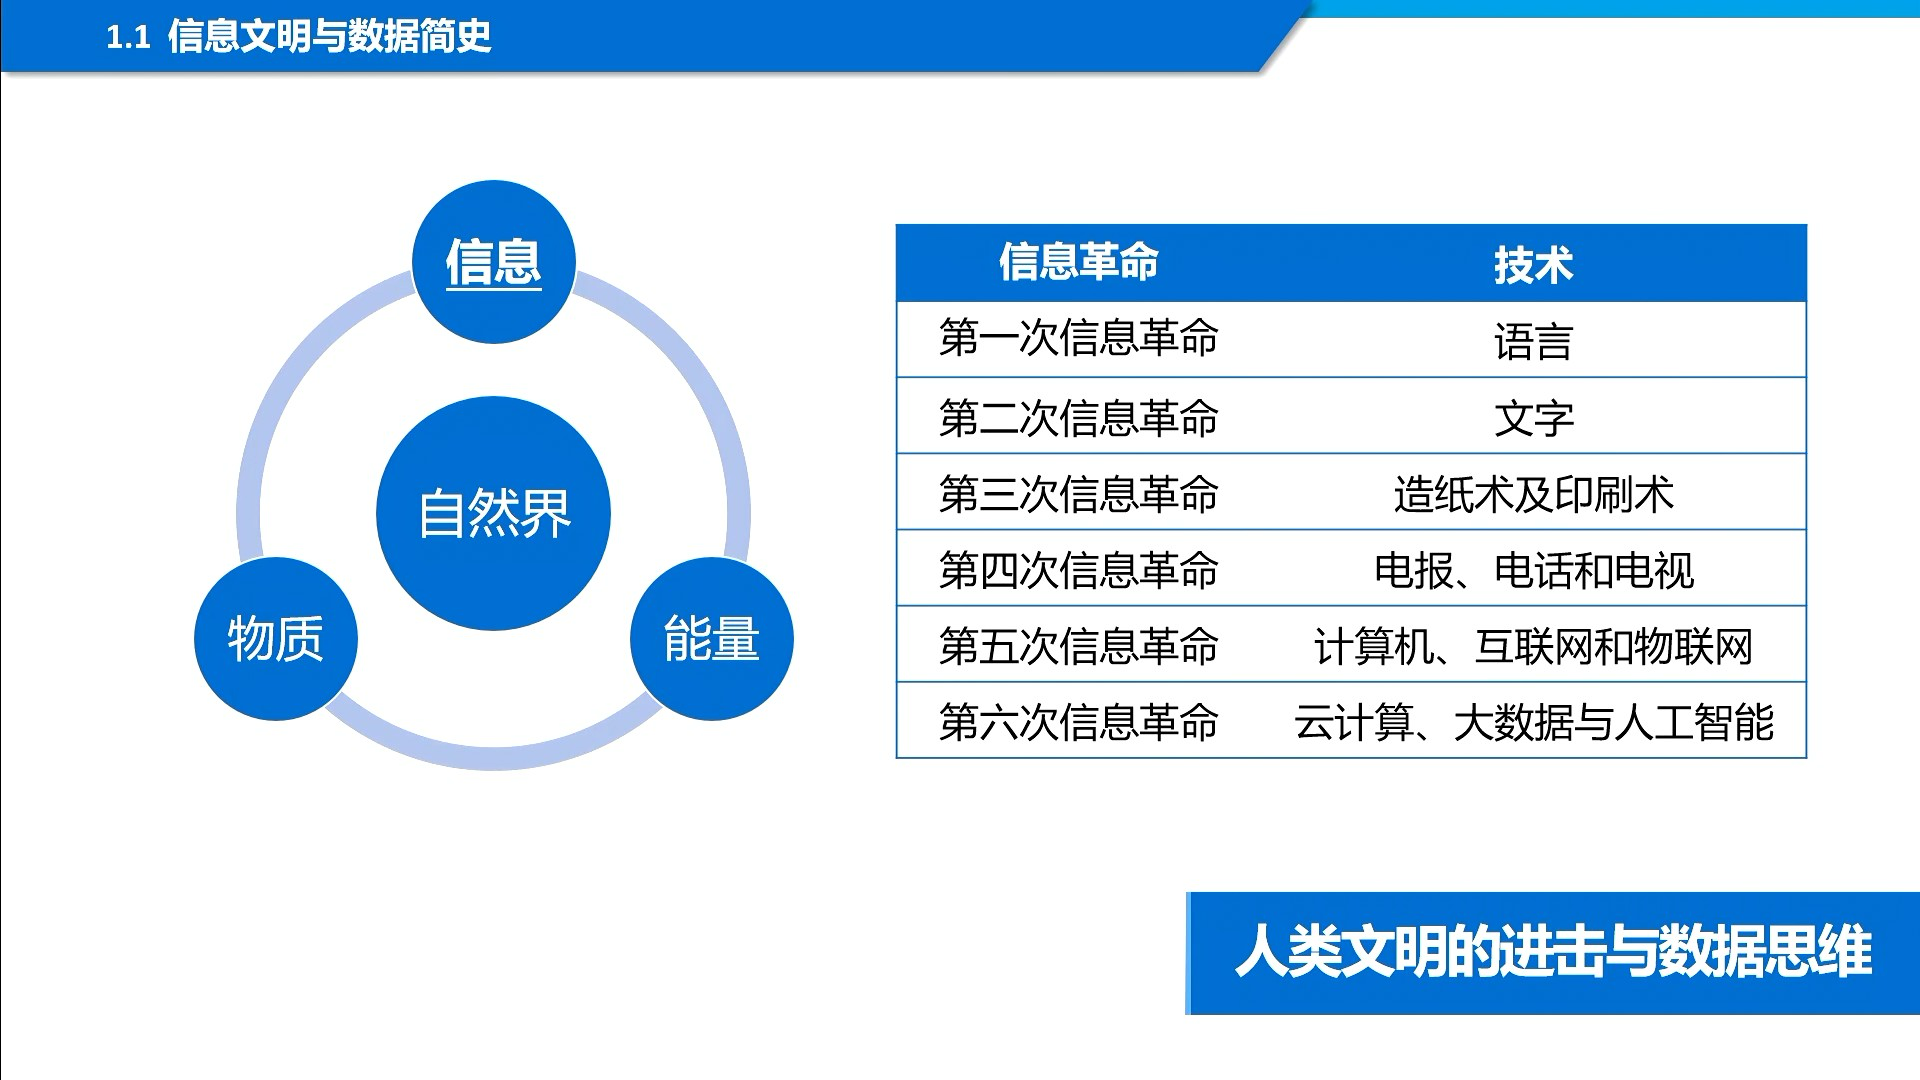 1.1 信息文明与数据简史
信息
自然界
物质
能量
信息革命 技术
第一次信息革命 语言
第二次信息革命 文字
第三次信息革命 造纸术及印刷术
第四次信息革命 电报、电话和电视
第五次信息革命 计算机、互联网和物联网
第六次信息革命 云计算、大数据与人工智能
人类文明的进击与数据思维